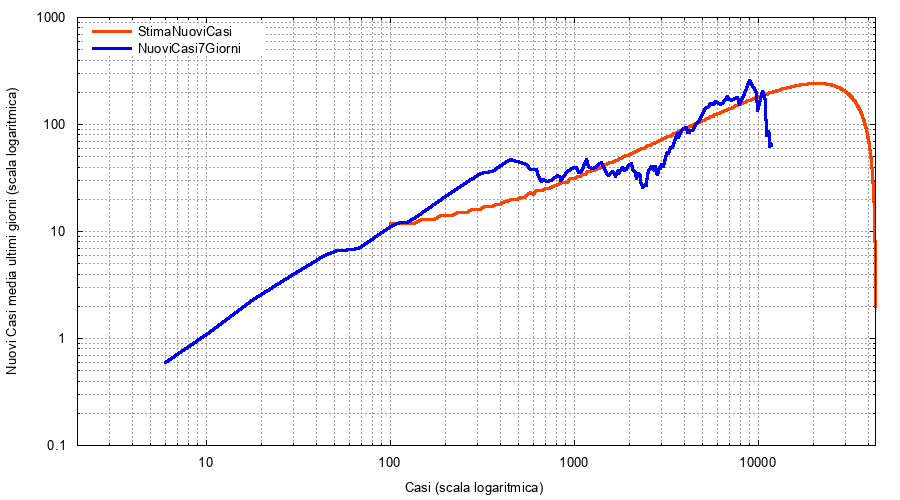 1000
StimaNuoviCasi
NuoviCasi7Giorni
100
10
1
0.1
Nuovi Casi media ultimi giorni (scala logaritmica)
10 100 1000 10000
Casi (scala logaritmica)